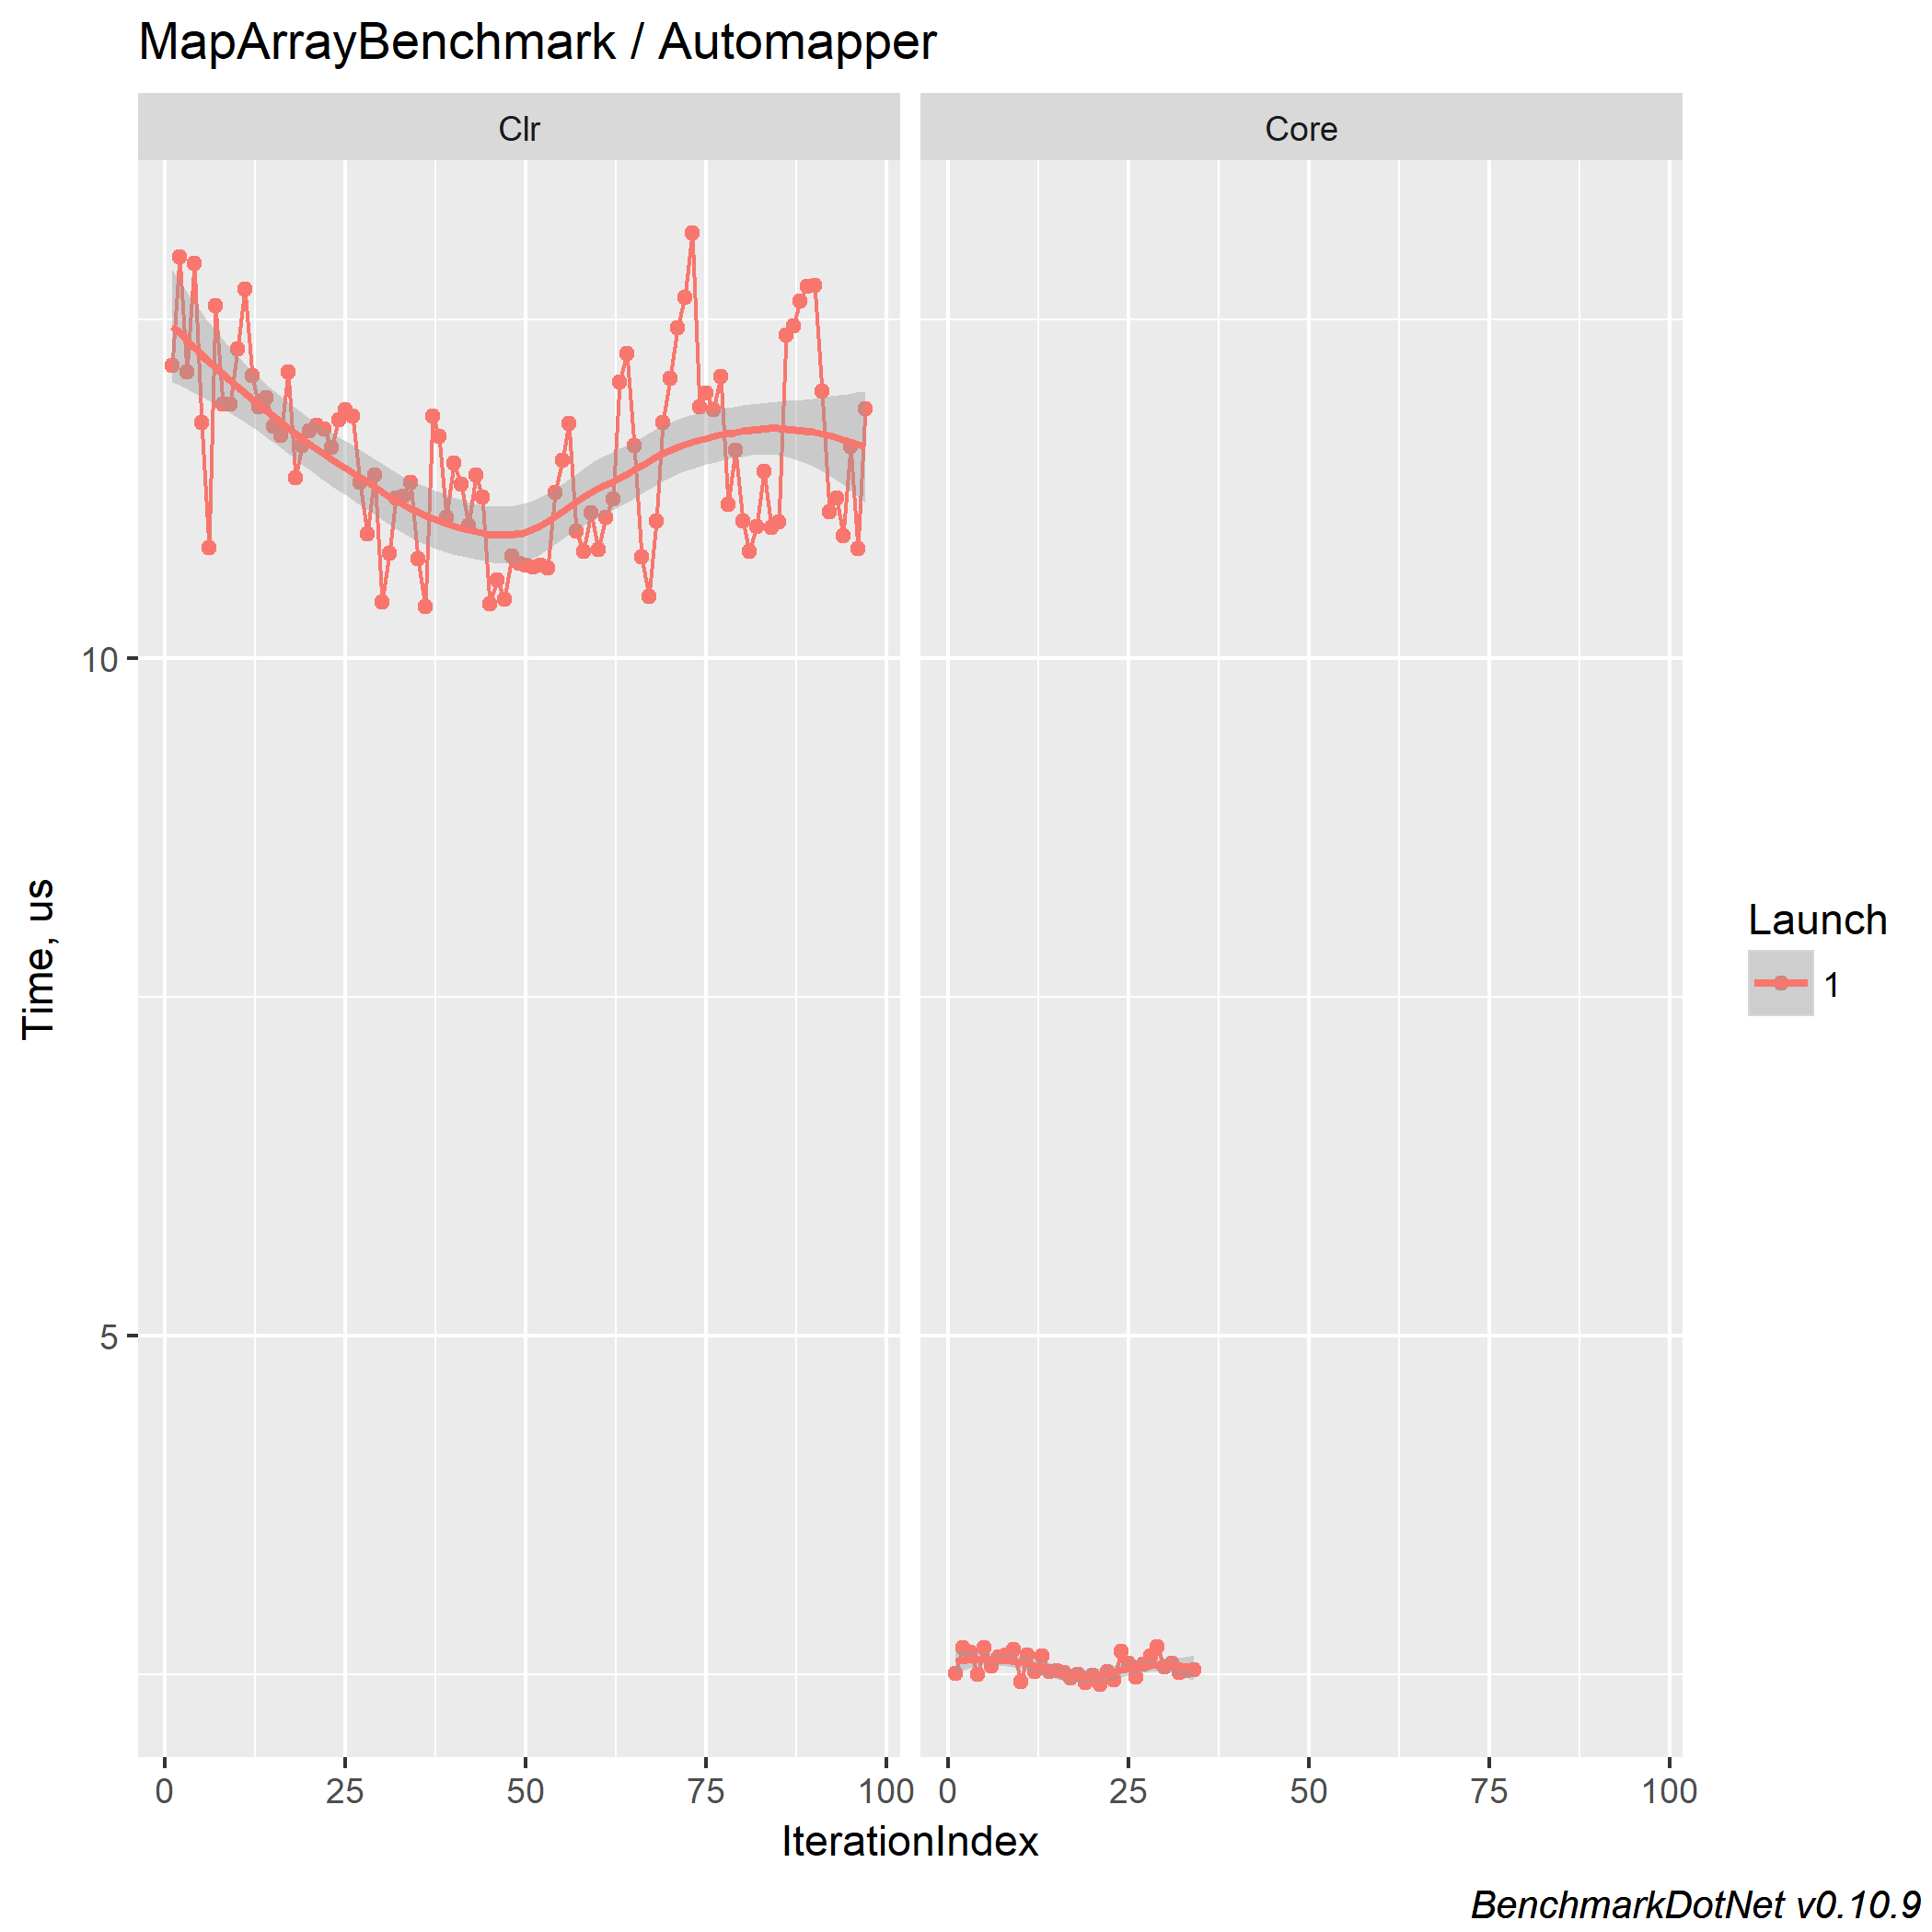 MapArrayBenchmark / Automapper
Clr
Core
10
5
Time, us
0 25 50 75 100
0 25 50 75 100
IterationIndex
Launch
1
BenchmarkDotNet v0.10.9